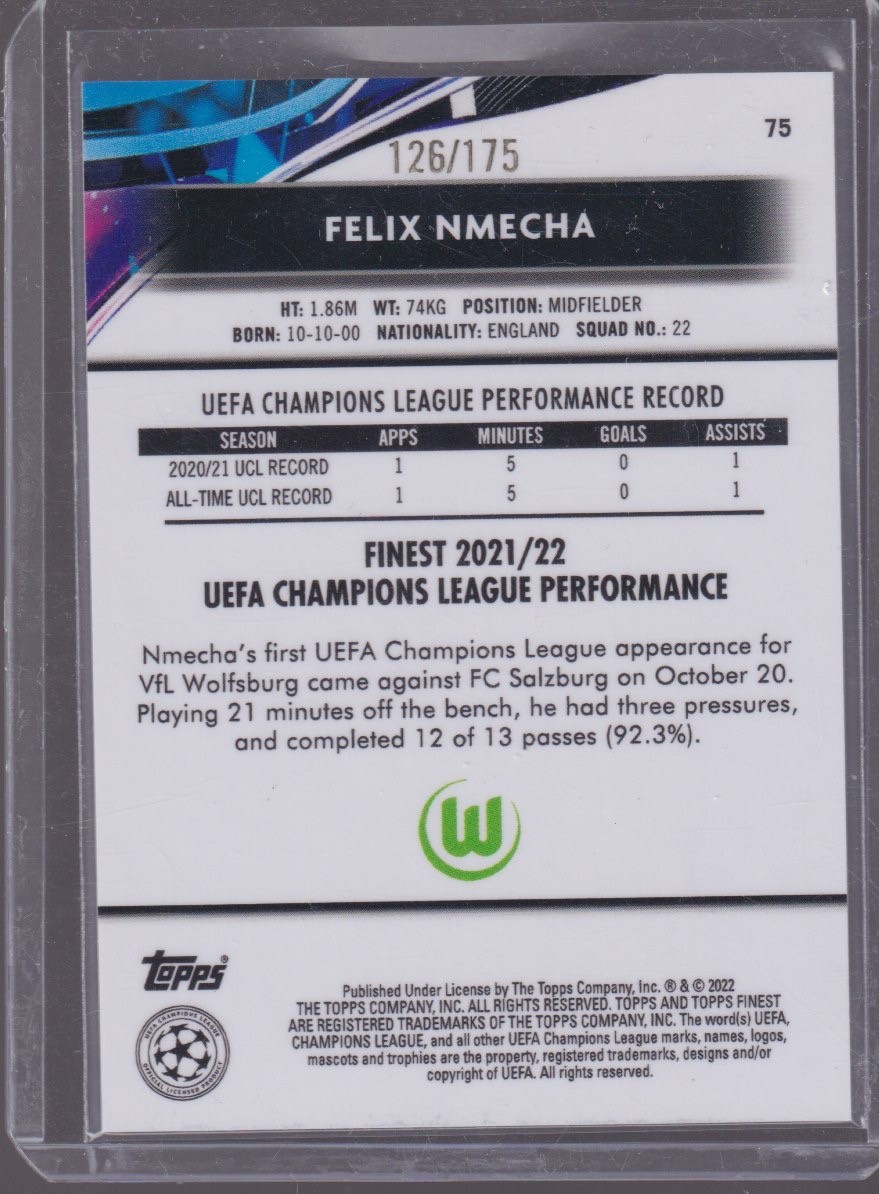 75
126/175
FELIX NMECHA
HT: 1.86M WT: 74KG POSITION: MIDFIELDER
BORN: 10-10-00 NATIONALITY: ENGLAND SQUAD NO.: 22
UEFA CHAMPIONS LEAGUE PERFORMANCE RECORD
SEASON APPS MINUTES GOALS ASSISTS
2020/21 UCL RECORD 1 5 0 1
ALL-TIME UCL RECORD 1 5 0 1
FINEST 2021/22
UEFA CHAMPIONS LEAGUE PERFORMANCE
Nmecha's first UEFA Champions League appearance for
VfL Wolfsburg came against FC Salzburg on October 20.
Playing 21 minutes off the bench, he had three pressures,
and completed 12 of 13 passes (92.3%).
W
topps®
UEFA CHAMPIONS LEAGUE
OFFICIAL LICENSED PRODUCT
Published Under License by The Topps Company, Inc. ® & © 2022
THE TOPPS COMPANY, INC. ALL RIGHTS RESERVED. TOPPS AND TOPPS FINEST
ARE REGISTERED TRADEMARKS OF THE TOPPS COMPANY, INC. The word(s) UEFA,
CHAMPIONS LEAGUE, and all other UEFA Champions League marks, names, logos,
mascots and trophies are the property, registered trademarks, designs and/or
copyright of UEFA. All rights reserved.